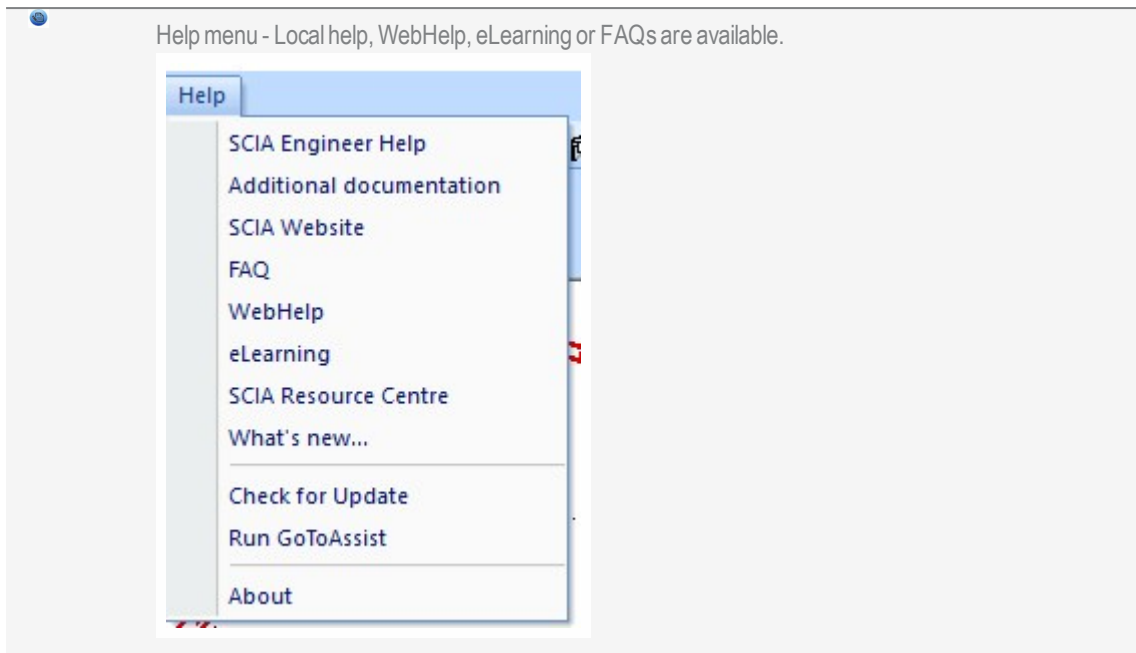 Help menu - Local help, WebHelp, eLearning or FAQs are available.
Help
SCIA Engineer Help
Additional documentation
SCIA Website
FAQ
WebHelp
eLearning
SCIA Resource Centre
What's new...
Check for Update
Run GoToAssist
About